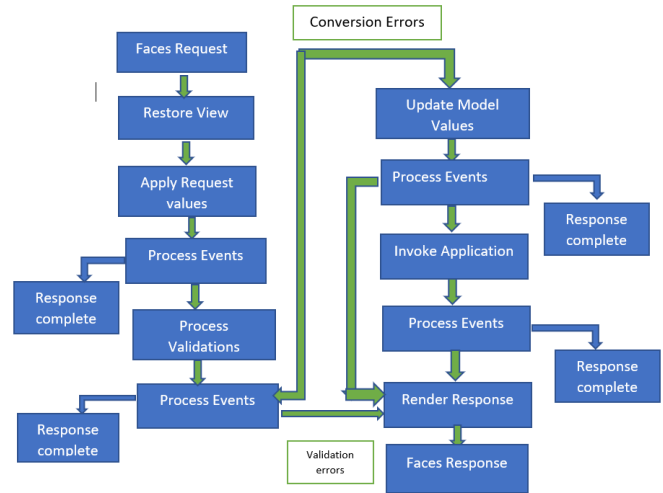 Conversion Errors
Faces Request
Restore View
Apply Request
values
Process Events
Response
complete
Process
Validations
Process Events
Response
complete
Update Model
Values
Process Events
Response
complete
Invoke Application
Process Events
Response
complete
Render Response
Validation
errors
Faces Response